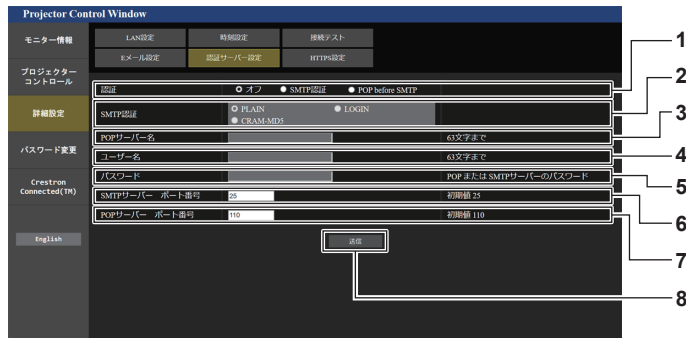 Projector Control Window
モニター情報
プロジェクター
コントロール
詳細設定
パスワード変更
Crestron
Connected(TM)
English
LAN設定 時刻設定 接続テスト
Eメール設定 認証サーバー設定 HTTPS設定
認証 オフ SMTP認証 POP before SMTP
SMTP認証 PLAIN LOGIN
CRAM-MD5
POPサーバー名 63文字まで
ユーザー名 63文字まで
パスワード POP または SMTPサーバーのパスワード
SMTPサーバー ポート番号 25 初期値 25
POPサーバー ポート番号 110 初期値 110
送信
1
2
3
4
5
6
7
8